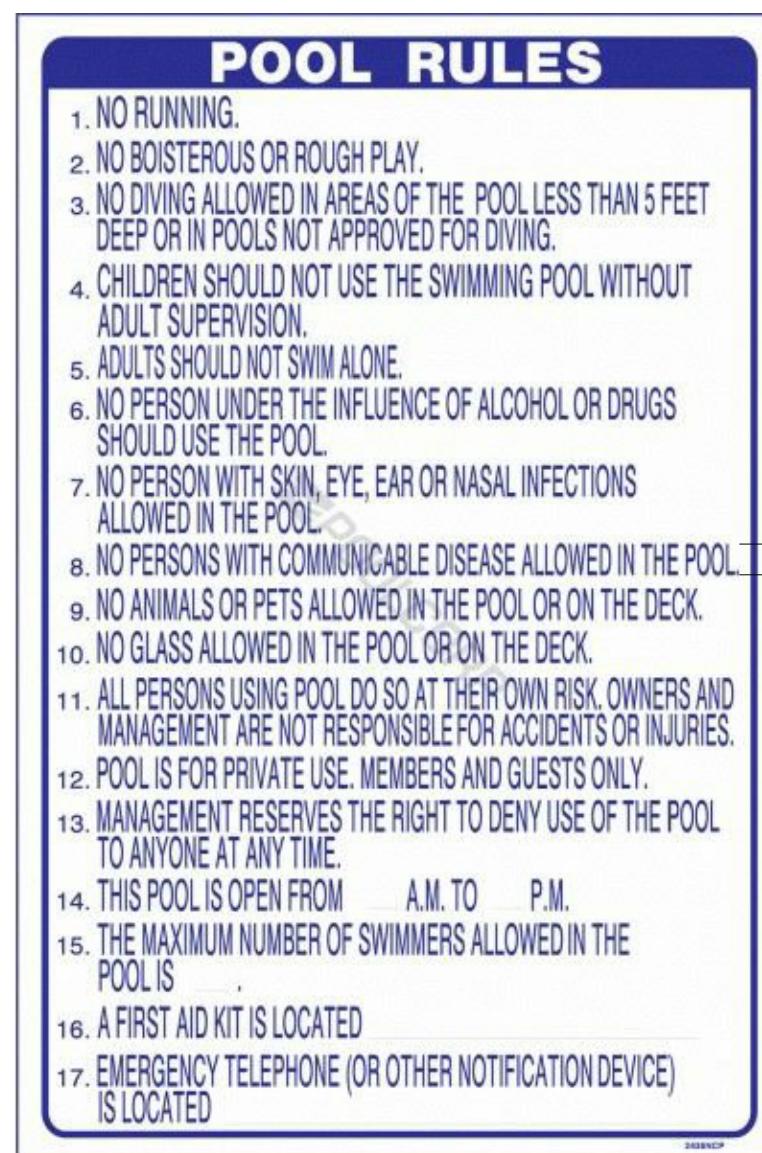 POOL RULES
1. NO RUNNING.
2. NO BOISTEROUS OR ROUGH PLAY.
3. NO DIVING ALLOWED IN AREAS OF THE POOL LESS THAN 5 FEET
DEEP OR IN POOLS NOT APPROVED FOR DIVING.
4. CHILDREN SHOULD NOT USE THE SWIMMING POOL WITHOUT
ADULT SUPERVISION.
5. ADULTS SHOULD NOT SWIM ALONE.
6. NO PERSON UNDER THE INFLUENCE OF ALCOHOL OR DRUGS
SHOULD USE THE POOL.
7. NO PERSON WITH SKIN, EYE, EAR OR NASAL INFECTIONS
ALLOWED IN THE POOL.
8. NO PERSONS WITH COMMUNICABLE DISEASE ALLOWED IN THE POOL.
9. NO ANIMALS OR PETS ALLOWED IN THE POOL OR ON THE DECK.
10. NO GLASS ALLOWED IN THE POOL OR ON THE DECK.
11. ALL PERSONS USING POOL DO SO AT THEIR OWN RISK. OWNERS AND
MANAGEMENT ARE NOT RESPONSIBLE FOR ACCIDENTS OR INJURIES.
12. POOL IS FOR PRIVATE USE. MEMBERS AND GUESTS ONLY.
13. MANAGEMENT RESERVES THE RIGHT TO DENY USE OF THE POOL
TO ANYONE AT ANY TIME.
14. THIS POOL IS OPEN FROM ___ A.M. TO ___ P.M.
15. THE MAXIMUM NUMBER OF SWIMMERS ALLOWED IN THE
POOL IS ___ .
16. A FIRST AID KIT IS LOCATED
17. EMERGENCY TELEPHONE (OR OTHER NOTIFICATION DEVICE)
IS LOCATED